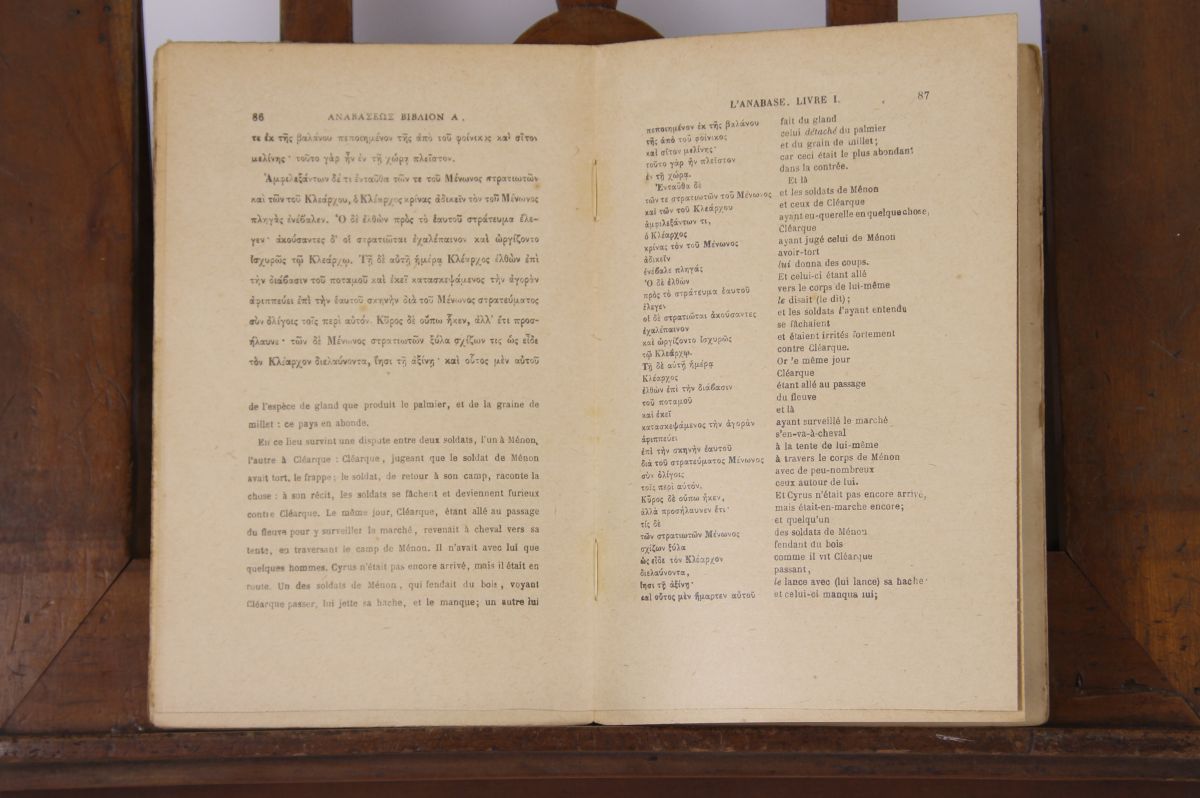 86 ΑΝΑΒΑΣΕΩΣ ΒΙΒΛΙΟΝ Α.
τε ἐκ τῆς βαλάνου πεποιημένον τῆς ἀπὸ τοῦ φοίνικος καὶ σῖτον
μελίνης· τοῦτο γὰρ ἦν ἐν τῇ χώρᾳ πλεῖστον.
Ἀμφιλεξάντων δέ τι ἐνταῦθα τῶν τε τοῦ Μένωνος στρατιωτῶν
καὶ τῶν τοῦ Κλεάρχου, ὁ Κλέαρχος κρίνας ἀδικεῖν τὸν τοῦ Μένωνος
πληγὰς ἐνέβαλεν. Ὁ δὲ ἐλθὼν πρὸς τὸ ἑαυτοῦ στράτευμα ἔλε-
γεν· ἀκούσαντες δ' οἱ στρατιῶται ἐχαλέπαινον καὶ ὠργίζοντο
ἰσχυρῶς τῷ Κλεάρχῳ. Τῇ δὲ αὐτῇ ἡμέρᾳ Κλέαρχος ἐλθὼν ἐπὶ
τὴν διάβασιν τοῦ ποταμοῦ καὶ ἐκεῖ κατασκεψάμενος τὴν ἀγορὰν
ἀφιππεύει ἐπὶ τὴν ἑαυτοῦ σκηνὴν διὰ τοῦ Μένωνος στρατεύματος
σὺν ὀλίγοις τοῖς περὶ αὐτόν. Κῦρος δὲ οὔπω ἧκεν, ἀλλ' ἔτι προσ-
ήλαυνε· τῶν δὲ Μένωνος στρατιωτῶν ξύλα σχίζων τις ὡς εἶδε
τὸν Κλέαρχον διελαύνοντα, ἵησι τῇ ἀξίνῃ· καὶ οὗτος μὲν αὐτοῦ
de l'espèce de gland que produit le palmier, et de la graine de
millet : ce pays en abonde.
En ce lieu survint une dispute entre deux soldats, l'un à Ménon,
l'autre à Cléarque : Cléarque, jugeant que le soldat de Ménon
avait tort, le frappe; le soldat, de retour à son camp, raconte la
chose : à son récit, les soldats se fâchent et deviennent furieux
contre Cléarque. Le même jour, Cléarque, étant allé au passage
du fleuve pour y surveiller la marché, revenait à cheval vers sa
tente, en traversant le camp de Ménon. Il n'avait avec lui que
quelques hommes. Cyrus n'était pas encore arrivé, mais il était en
route. Un des soldats de Ménon, qui fendait du bois, voyant
Cléarque passer, lui jette sa hache, et le manque; un autre lui
L'ANABASE. LIVRE I. 87
πεποιημένον ἐκ τῆς βαλάνου fait du gland
τῆς ἀπὸ τοῦ φοίνικος celui détaché du palmier
καὶ σῖτον μελίνης· et du grain de millet;
τοῦτο γὰρ ἦν πλεῖστον car ceci était le plus abondant
ἐν τῇ χώρᾳ. dans la contrée.
Ἐνταῦθα δὲ Et là
τῶν τε στρατιωτῶν τοῦ Μένωνος et les soldats de Ménon
καὶ τῶν τοῦ Κλεάρχου et ceux de Cléarque
ἀμφιλεξάντων τι, ayant en-querelle en quelque chose,
ὁ Κλέαρχος Cléarque
κρίνας τὸν τοῦ Μένωνος ayant jugé celui de Ménon
ἀδικεῖν avoir-tort
ἐνέβαλε πληγάς lui donna des coups.
Ὁ δὲ ἐλθὼν Et celui-ci étant allé
πρὸς τὸ στράτευμα ἑαυτοῦ vers le corps de lui-même
ἔλεγεν le disait (le dit);
οἱ δὲ στρατιῶται ἀκούσαντες et les soldats l'ayant entendu
ἐχαλέπαινον se fâchaient
καὶ ὠργίζοντο ἰσχυρῶς et étaient irrités fortement
τῷ Κλεάρχῳ. contre Cléarque.
Τῇ δὲ αὐτῇ ἡμέρᾳ Or le même jour
Κλέαρχος Cléarque
ἐλθὼν ἐπὶ τὴν διάβασιν étant allé au passage
τοῦ ποταμοῦ du fleuve
καὶ ἐκεῖ et là
κατασκεψάμενος τὴν ἀγορὰν ayant surveillé le marché
ἀφιππεύει s'en-va-à-cheval
ἐπὶ τὴν σκηνὴν ἑαυτοῦ à la tente de lui-même
διὰ τοῦ στρατεύματος Μένωνος à travers le corps de Ménon
σὺν ὀλίγοις avec de peu-nombreux
τοῖς περὶ αὐτόν. ceux autour de lui.
Κῦρος δὲ οὔπω ἧκεν, Et Cyrus n'était pas encore arrivé,
ἀλλὰ προσήλαυνεν ἔτι· mais était-en-marche encore;
τὶς δὲ et quelqu'un
τῶν στρατιωτῶν Μένωνος des soldats de Ménon
σχίζων ξύλα fendant du bois
ὡς εἶδε τὸν Κλέαρχον comme il vit Cléarque
διελαύνοντα, passant,
ἵησι τῇ ἀξίνῃ· le lance avec (lui lance) sa hache·
καὶ οὗτος μὲν ἥμαρτεν αὐτοῦ et celui-ci manqua lui;